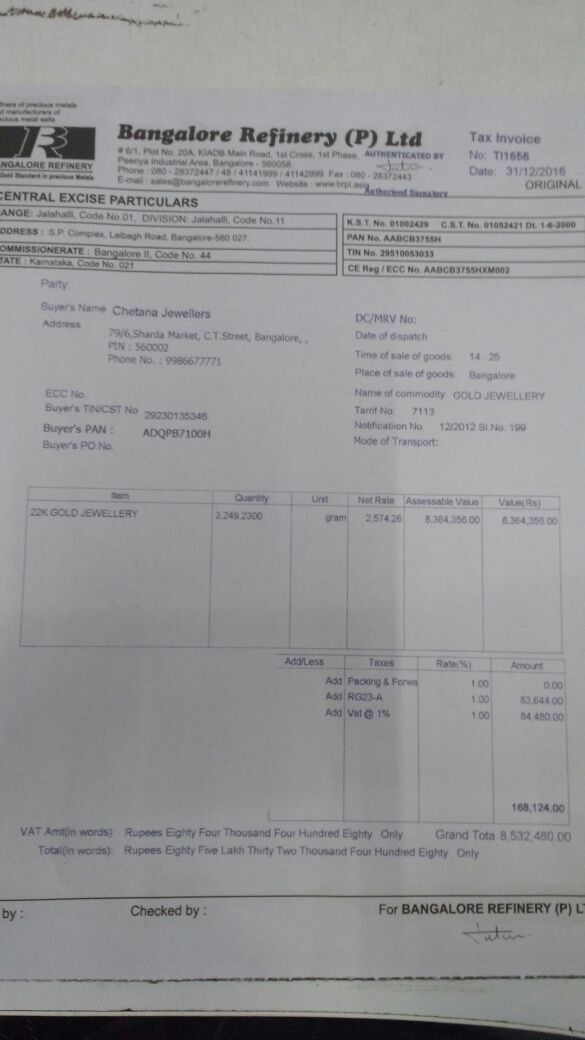 finers of precious metals
d manufacturers of
ecious metal salts
R
NGALORE REFINERY
Gold Standard in precious Metals
Bangalore Refinery (P) Ltd
# 6/1, Plot No. 20A, KIADB Main Road, 1st Cross, 1st Phase,
Peenya Industrial Area, Bangalore - 560058.
Phone : 080 - 28372447 / 48 / 41141999 / 41142999 Fax : 080 - 28372443
E-mail : sales@bangalorerefinery.com Website : www.brpl.asia
AUTHENTICATED BY
Authorised Signatory
Tax Invoice
No: TI1656
Date: 31/12/2016
ORIGINAL
CENTRAL EXCISE PARTICULARS
ANGE: Jalahalli, Code No.01, DIVISION: Jalahalli, Code No.11
DDRESS : S.P. Complex, Lalbagh Road, Bangalore-560 027.
OMMISSIONERATE : Bangalore II, Code No. 44
TATE : Karnataka, Code No. 021
K.S.T. No. 01002429 C.S.T. No. 01052421 Dt. 1-6-2000
PAN No. AABCB3755H
TIN No. 29510053033
CE Reg / ECC No. AABCB3755HXM002
Party:
Buyer's Name Chetana Jewellers
Address 79/6,Sharda Market, C.T.Street, Bangalore, ,
PIN : 560002
Phone No. : 9986677771
ECC No.
Buyer's TIN/CST No 29230135346
Buyer's PAN : ADQPB7100H
Buyer's PO.No.
DC/MRV No:
Date of dispatch
Time of sale of goods: 14 : 25
Place of sale of goods: Bangalore
Name of commodity GOLD JEWELLERY
Tarrif No: 7113
Notification No. 12/2012 Sl.No. 199
Mode of Transport:
Item Quantity Unit Net Rate Assessable Value Value(Rs)
22K GOLD JEWELLERY 3,249.2300 gram 2,574.26 8,364,356.00 8,364,356.00
Add/Less Taxes Rate(%) Amount
Add Packing & Forwa 1.00 0.00
Add RG23-A 1.00 83,644.00
Add Vat @ 1% 1.00 84,480.00
168,124.00
VAT Amt(in words): Rupees Eighty Four Thousand Four Hundred Eighty Only Grand Tota 8,532,480.00
Total(in words): Rupees Eighty Five Lakh Thirty Two Thousand Four Hundred Eighty Only
by : Checked by : For BANGALORE REFINERY (P) LT